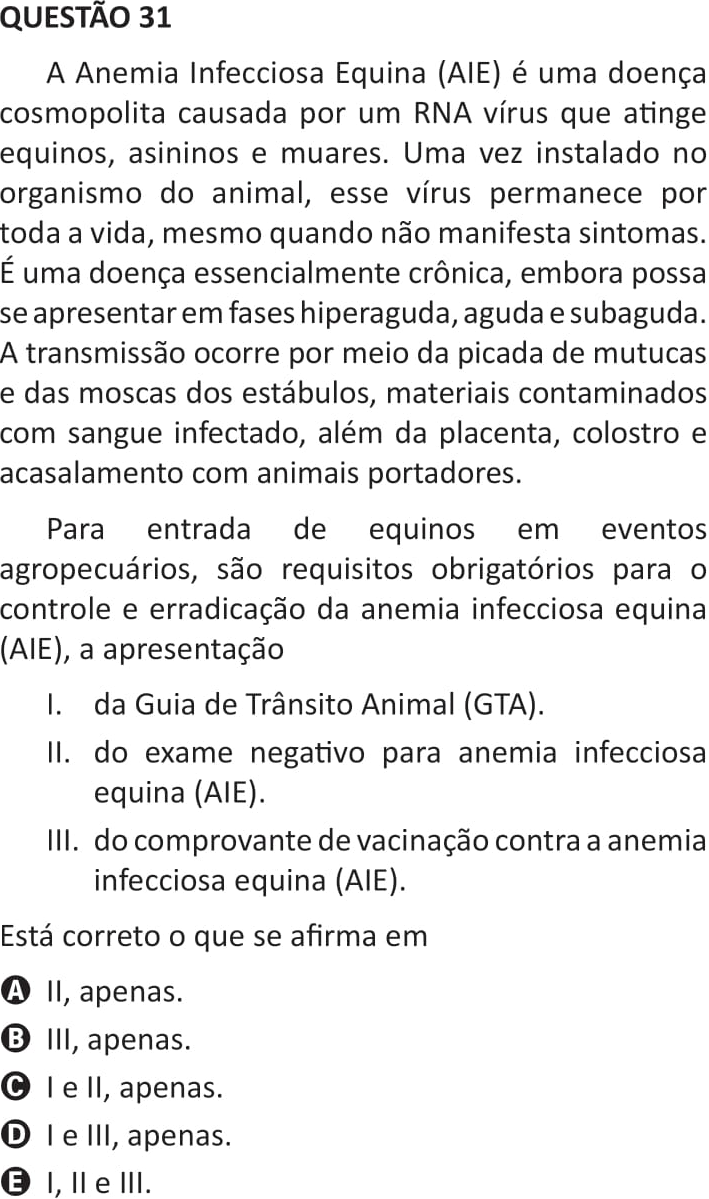 QUESTÃO 31
A Anemia Infecciosa Equina (AIE) é uma doença
cosmopolita causada por um RNA vírus que atinge
equinos, asininos e muares. Uma vez instalado no
organismo do animal, esse vírus permanece por
toda a vida, mesmo quando não manifesta sintomas.
É uma doença essencialmente crônica, embora possa
se apresentar em fases hiperaguda, aguda e subaguda.
A transmissão ocorre por meio da picada de mutucas
e das moscas dos estábulos, materiais contaminados
com sangue infectado, além da placenta, colostro e
acasalamento com animais portadores.
Para entrada de equinos em eventos
agropecuários, são requisitos obrigatórios para o
controle e erradicação da anemia infecciosa equina
(AIE), a apresentação
I. da Guia de Trânsito Animal (GTA).
II. do exame negativo para anemia infecciosa
equina (AIE).
III. do comprovante de vacinação contra a anemia
infecciosa equina (AIE).
Está correto o que se afirma em
A II, apenas.
B III, apenas.
C I e II, apenas.
D I e III, apenas.
E I, II e III.